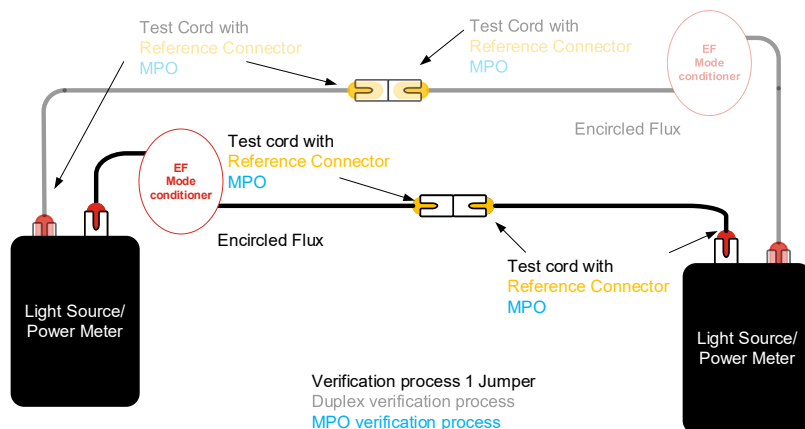 Test Cord with
Reference Connector
MPO
Test Cord with
Reference Connector
MPO
EF
Mode
conditioner
Encircled Flux
EF
Mode
conditioner
Test cord with
Reference Connector
MPO
Encircled Flux
Test cord with
Reference Connector
MPO
Light Source/
Power Meter
Light Source/
Power Meter
Verification process 1 Jumper
Duplex verification process
MPO verification process